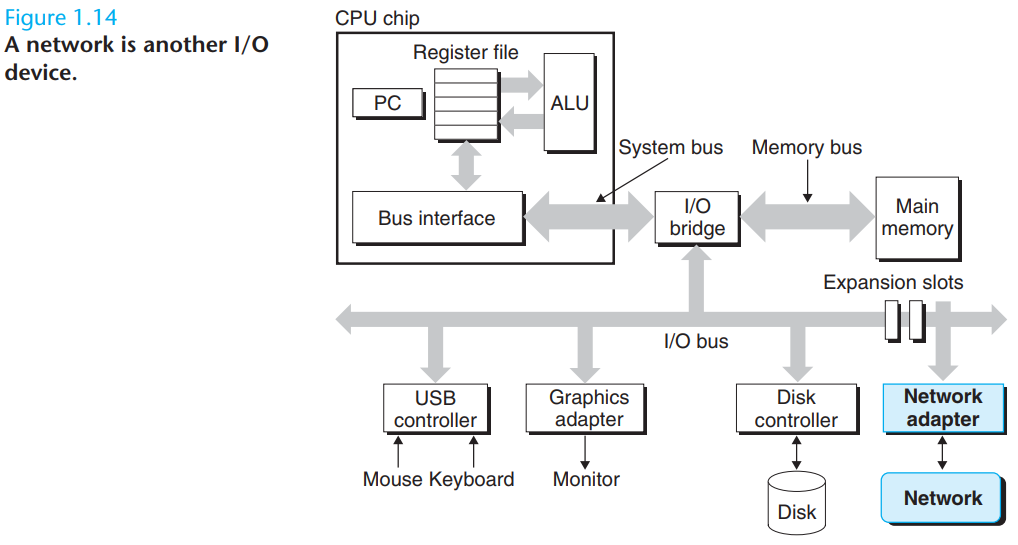 Figure 1.14
A network is another I/O
device.
CPU chip
Register file
PC
ALU
System bus
Memory bus
Bus interface
I/O
bridge
Main
memory
Expansion slots
I/O bus
USB
controller
Graphics
adapter
Disk
controller
Network
adapter
Mouse Keyboard
Monitor
Disk
Network